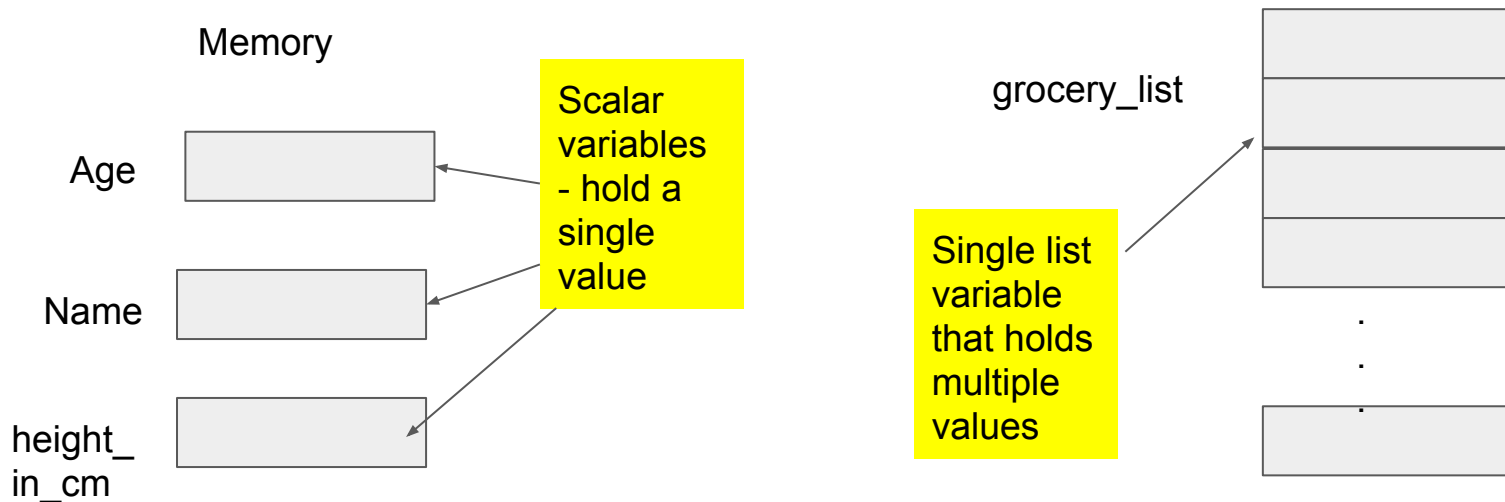 Memory
Age
Name
height_
in_cm
Scalar
variables
- hold a
single
value
grocery_list
Single list
variable
that holds
multiple
values
.
.
.